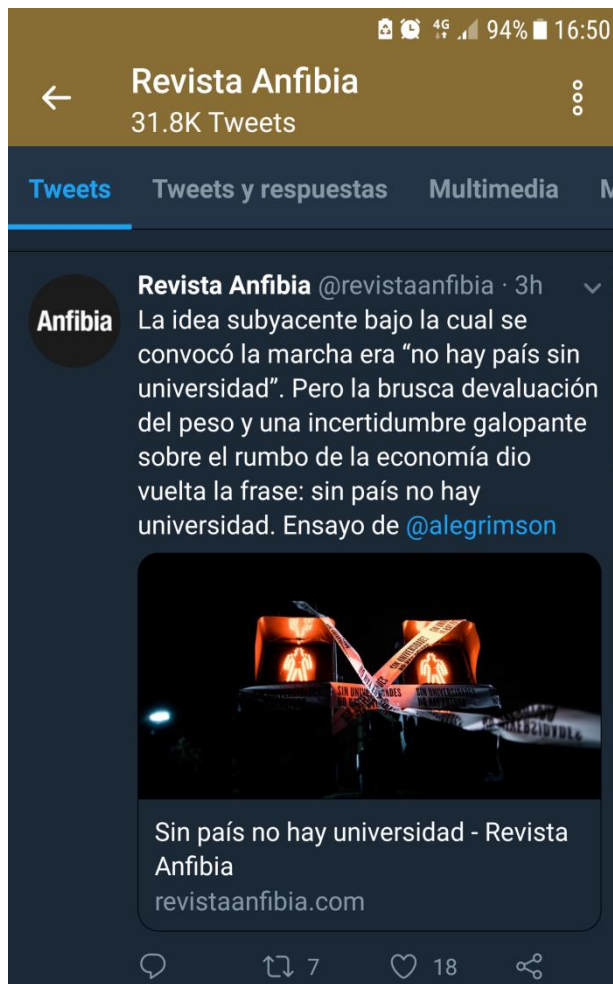 4G 94% 16:50
Revista Anfibia
31.8K Tweets
Tweets Tweets y respuestas Multimedia M
Anfibia
Revista Anfibia @revistaanfibia · 3h
La idea subyacente bajo la cual se
convocó la marcha era “no hay país sin
universidad”. Pero la brusca devaluación
del peso y una incertidumbre galopante
sobre el rumbo de la economía dio
vuelta la frase: sin país no hay
universidad. Ensayo de @alegrimson
Sin país no hay universidad - Revista
Anfibia
revistaanfibia.com
7 18